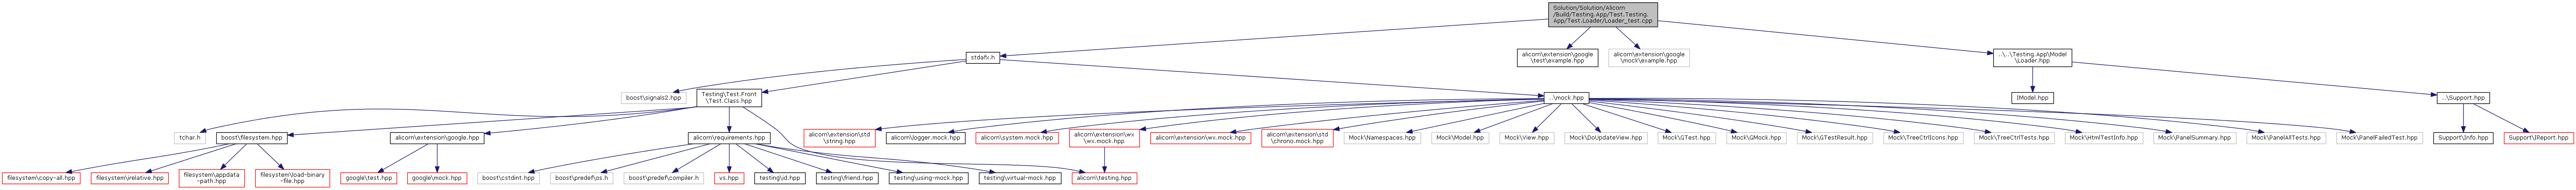 Solution/Solution/Alicorn
/Build/Testing.App/Test.Testing.
App/Test.Loader/Loader_test.cpp
stdafx.h
alicorn\extension\google
\test\example.hpp
alicorn\extension\google
\mock\example.hpp
..\..\Testing.App\Model
\Loader.hpp
boost\signals2.hpp
Testing\Test.Front
\Test.Class.hpp
..\mock.hpp
IModel.hpp
..\Support.hpp
tchar.h
boost\filesystem.hpp
alicorn\extension\google.hpp
alicorn\requirements.hpp
alicorn\extension\std
\string.hpp
alicorn\logger.mock.hpp
alicorn\system.mock.hpp
alicorn\extension\wx
\wx.mock.hpp
alicorn\extension\wx.mock.hpp
alicorn\extension\std
\chrono.mock.hpp
Mock\Namespaces.hpp
Mock\Model.hpp
Mock\View.hpp
Mock\DoUpdateView.hpp
Mock\GTest.hpp
Mock\GMock.hpp
Mock\GTestResult.hpp
Mock\TreeCtrlIcons.hpp
Mock\TreeCtrlTests.hpp
Mock\HtmlTestInfo.hpp
Mock\PanelSummary.hpp
Mock\PanelAllTests.hpp
Mock\PanelFailedTest.hpp
Support\Info.hpp
Support\IReport.hpp
filesystem\copy-all.hpp
filesystem\relative.hpp
filesystem\appdata
-path.hpp
filesystem\load-binary
-file.hpp
google\test.hpp
google\mock.hpp
boost\cstdint.hpp
boost\predef\os.h
boost\predef\compiler.h
vs.hpp
testing\id.hpp
testing\friend.hpp
testing\using-mock.hpp
testing\virtual-mock.hpp
alicorn\testing.hpp